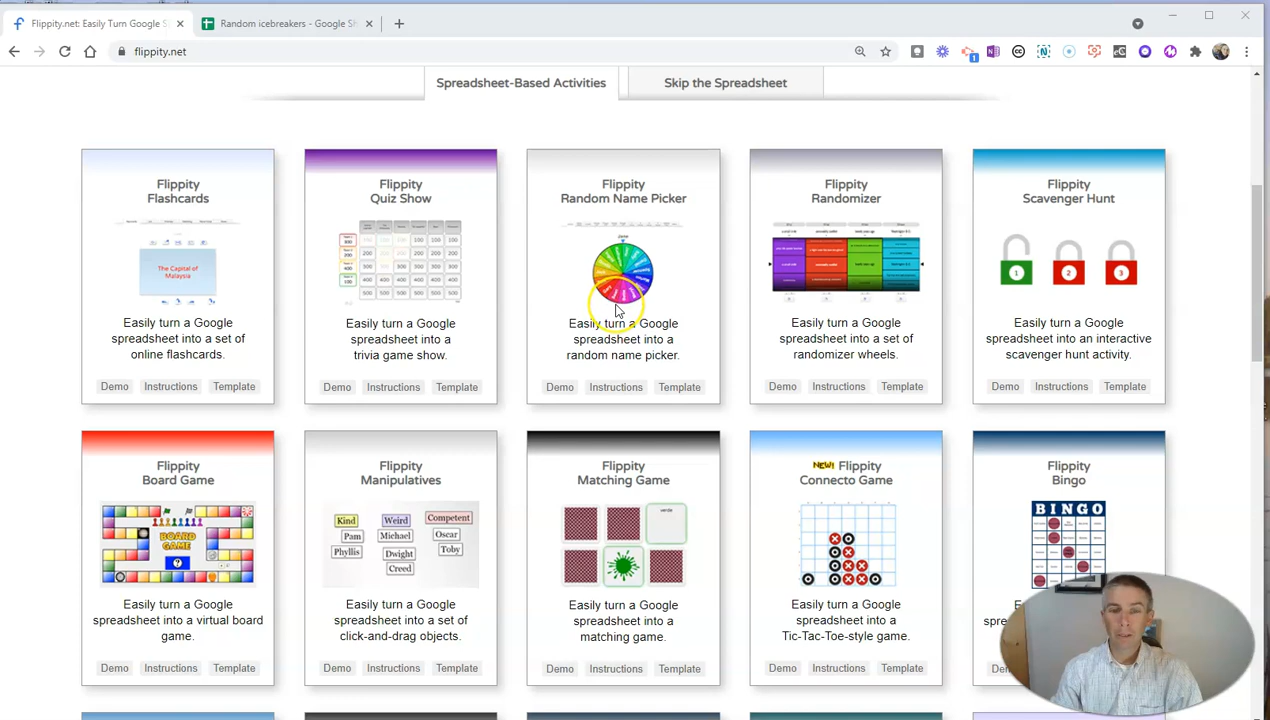 Flippity.net: Easily Turn Google S
Random icebreakers - Google Sh
flippity.net
1
Spreadsheet-Based Activities
Skip the Spreadsheet
Flippity
Flashcards
The Capital of
Malaysia
Easily turn a Google
spreadsheet into a set of
online flashcards.
Demo Instructions Template
Flippity
Quiz Show
Easily turn a Google
spreadsheet into a
trivia game show.
Demo Instructions Template
Flippity
Random Name Picker
Easily turn a Google
spreadsheet into a
random name picker.
Demo Instructions Template
Flippity
Randomizer
Easily turn a Google
spreadsheet into a set of
randomizer wheels.
Demo Instructions Template
Flippity
Scavenger Hunt
1 2 3
Easily turn a Google
spreadsheet into an interactive
scavenger hunt activity.
Demo Instructions Template
Flippity
Board Game
BOARD
GAME
?
Easily turn a Google
spreadsheet into a virtual board
game.
Demo Instructions Template
Flippity
Manipulatives
Kind Weird Competent
Pam Michael Oscar
Phyllis Dwight Toby
Creed
Easily turn a Google
spreadsheet into a set of
click-and-drag objects.
Demo Instructions Template
Flippity
Matching Game
verde
Easily turn a Google
spreadsheet into a
matching game.
Demo Instructions Template
NEW! Flippity
Connecto Game
Easily turn a Google
spreadsheet into a
Tic-Tac-Toe-style game.
Demo Instructions Template
Flippity
Bingo
BINGO